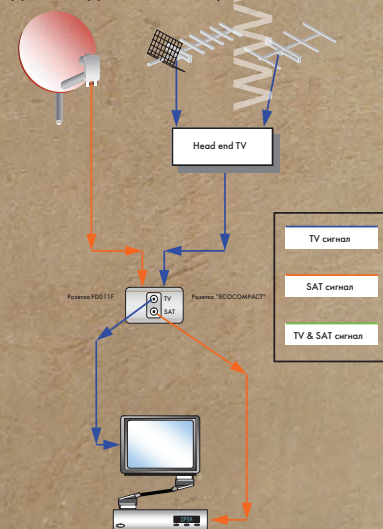 Head end TV
TV сигнал
SAT сигнал
TV & SAT сигнал
Розетка FD011F
TV
SAT
Розетка "ECOCOMPACT"